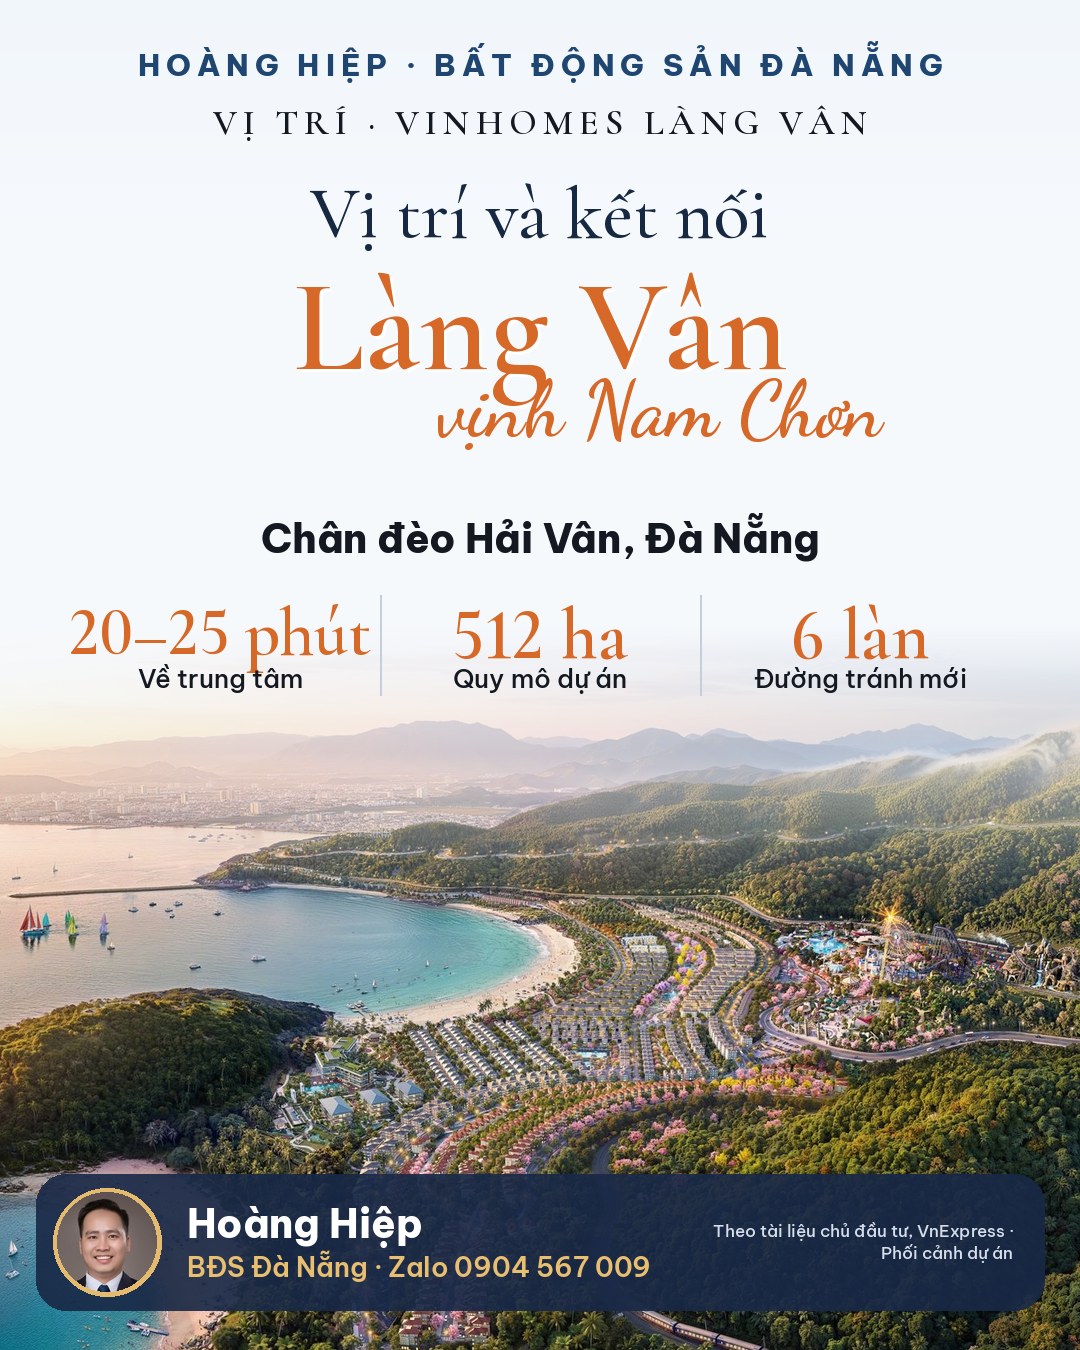 HOÀNG HIỆP · BẤT ĐỘNG SẢN ĐÀ NẴNG
VỊ TRÍ · VINHOMES LÀNG VÂN
Vị trí và kết nối
Làng Vân
vịnh Nam Chơn
Chân đèo Hải Vân, Đà Nẵng
20–25 phút
Về trung tâm
512 ha
Quy mô dự án
6 làn
Đường tránh mới
Hoàng Hiệp
BĐS Đà Nẵng · Zalo 0904 567 009
Theo tài liệu chủ đầu tư, VnExpress ·
Phối cảnh dự án